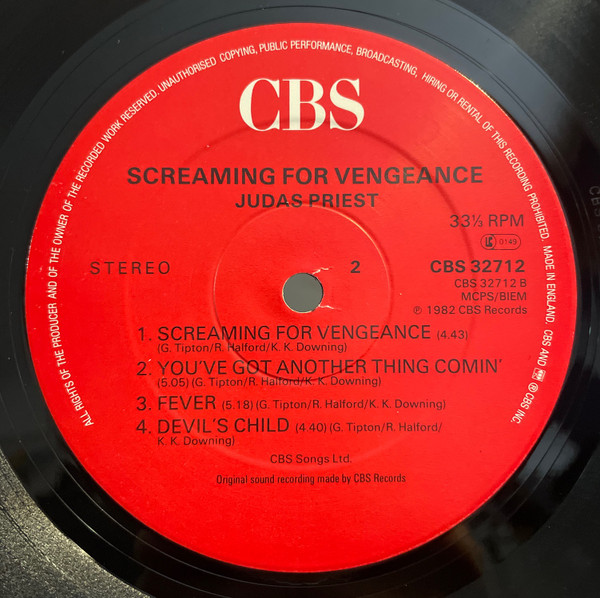 ALL RIGHTS OF THE PRODUCER AND OF THE OWNER OF THE RECORDED WORK RESERVED. UNAUTHORISED COPYING, PUBLIC PERFORMANCE, BROADCASTING, HIRING OR RENTAL OF THIS RECORDING PROHIBITED. MADE IN ENGLAND. CBS AND ® CBS INC.
CBS
SCREAMING FOR VENGEANCE
JUDAS PRIEST
33⅓ RPM
LC 0149
STEREO
2
CBS 32712
CBS 32712 B
MCPS/BIEM
℗ 1982 CBS Records
1. SCREAMING FOR VENGEANCE (4.43)
(G. Tipton/R. Halford/K. K. Downing)
2. YOU'VE GOT ANOTHER THING COMIN'
(5.05) (G. Tipton/R. Halford/K. K. Downing)
3. FEVER (5.18) (G. Tipton/R. Halford/K. K. Downing)
4. DEVIL'S CHILD (4.40) (G. Tipton/R. Halford/
K. K. Downing)
CBS Songs Ltd.
Original sound recording made by CBS Records